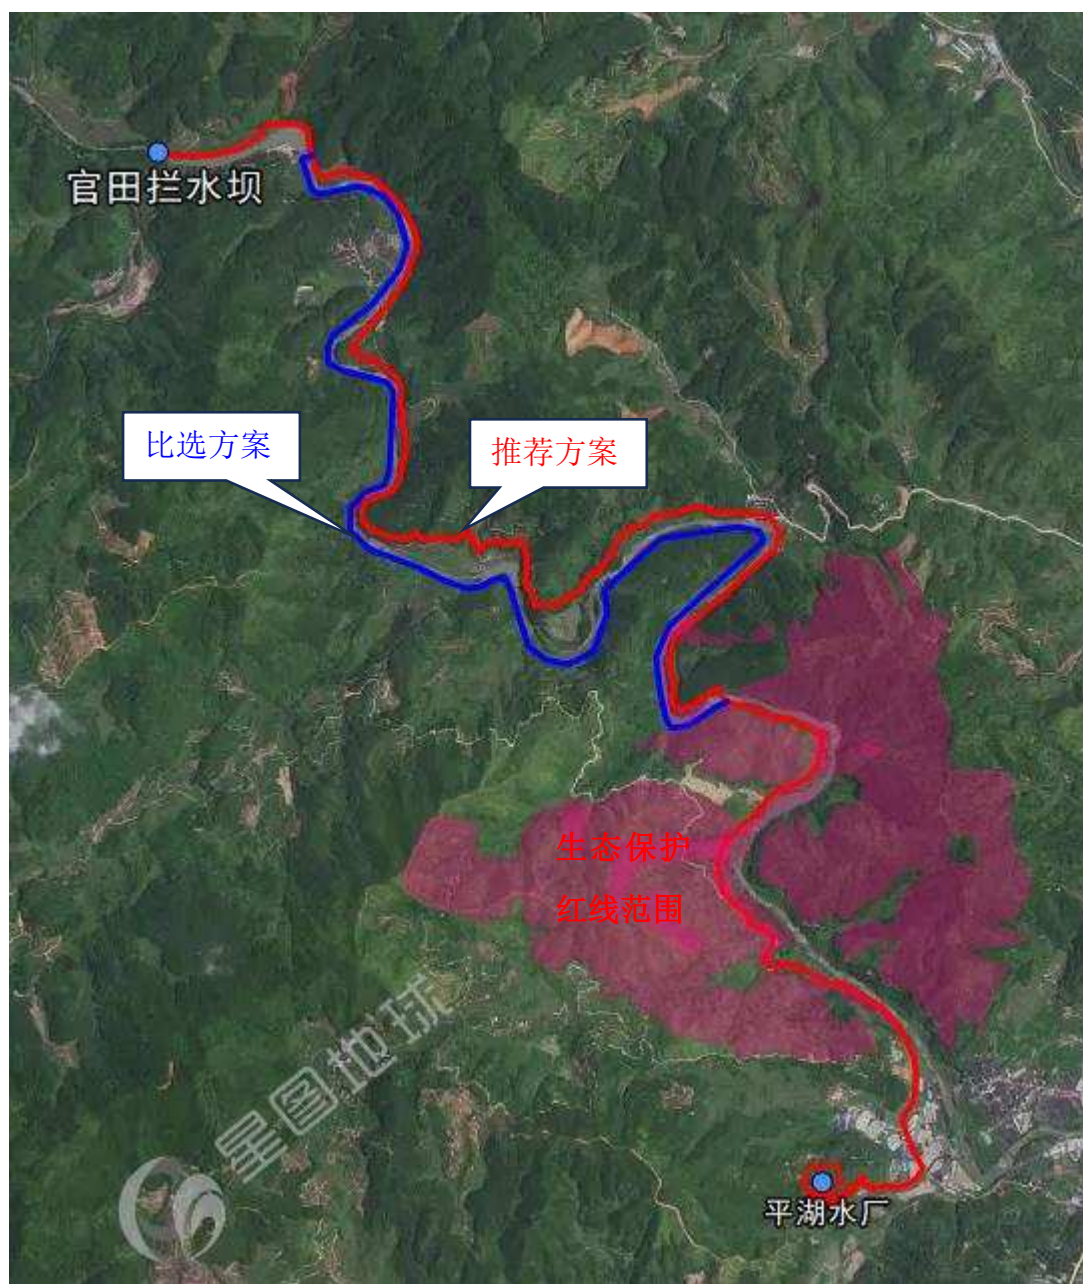 官田拦水坝
比选方案
推荐方案
生态保护
红线范围
星图地球
平湖水厂